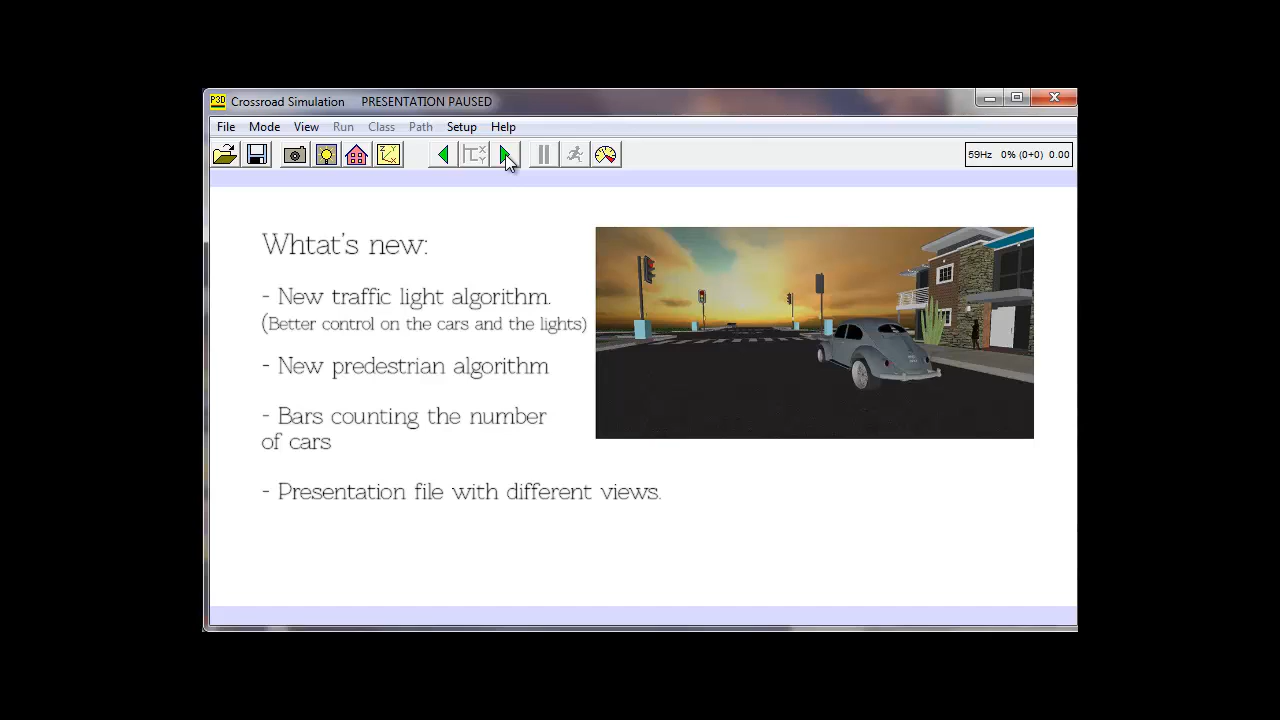 P3D Crossroad Simulation PRESENTATION PAUSED
File Mode View Run Class Path Setup Help
59Hz 0% (0+0) 0.00
Whtat's new:
- New traffic light algorithm.
(Better control on the cars and the lights)
- New predestrian algorithm
- Bars counting the number
of cars
- Presentation file with different views.